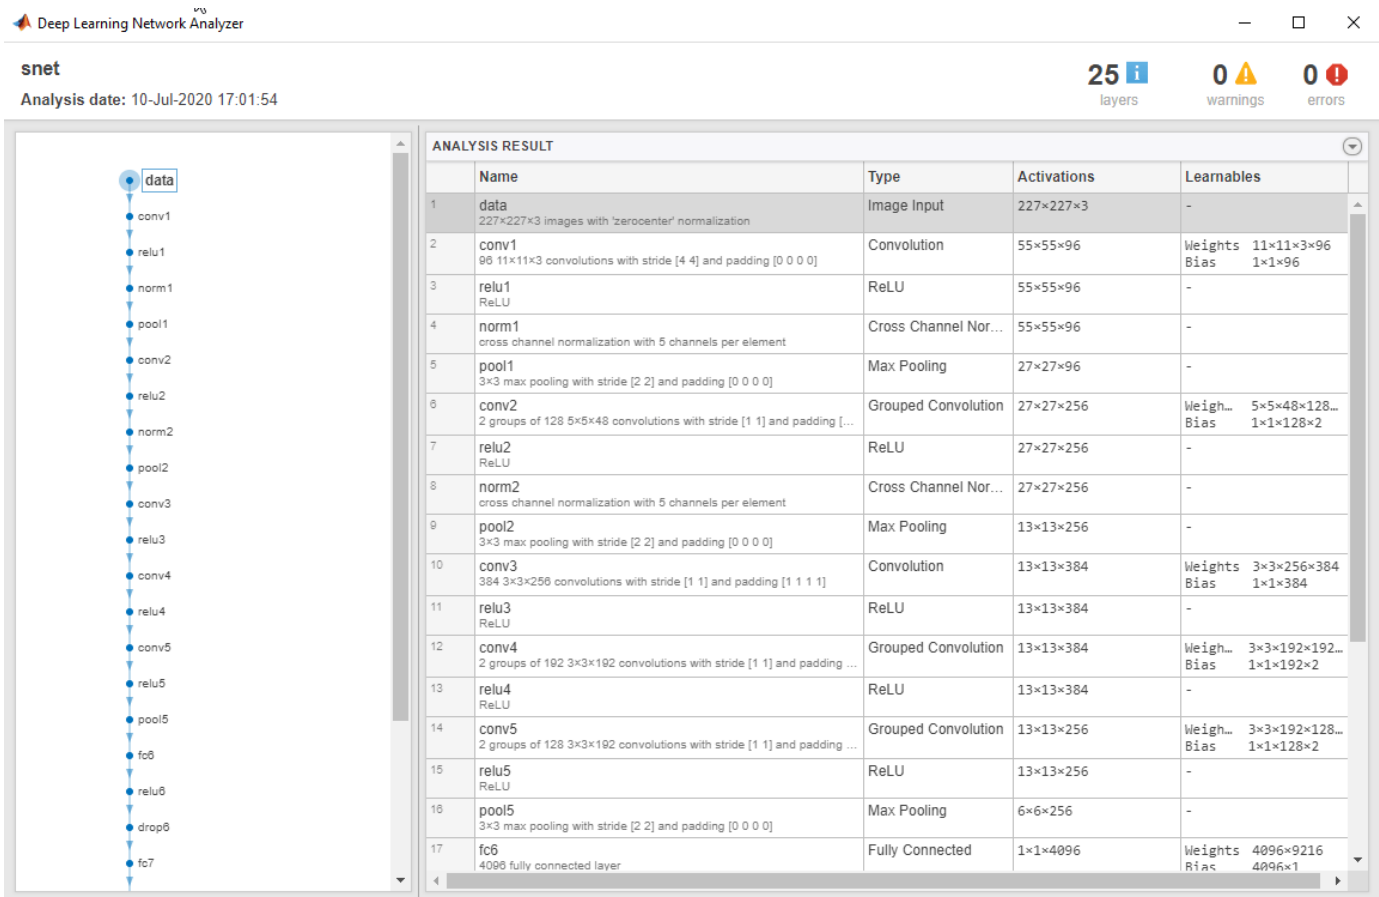 Deep Learning Network Analyzer
snet
Analysis date: 10-Jul-2020 17:01:54
25 i
layers
0
warnings
0
errors
data
conv1
relu1
norm1
pool1
conv2
relu2
norm2
pool2
conv3
relu3
conv4
relu4
conv5
relu5
pool5
fc6
relu6
drop6
fc7
ANALYSIS RESULT
Name Type Activations Learnables
1 data Image Input 227×227×3 -
227×227×3 images with 'zerocenter' normalization
2 conv1 Convolution 55×55×96 Weights 11×11×3×96
96 11×11×3 convolutions with stride [4 4] and padding [0 0 0 0] Bias 1×1×96
3 relu1 ReLU 55×55×96 -
ReLU
4 norm1 Cross Channel Nor... 55×55×96 -
cross channel normalization with 5 channels per element
5 pool1 Max Pooling 27×27×96 -
3×3 max pooling with stride [2 2] and padding [0 0 0 0]
6 conv2 Grouped Convolution 27×27×256 Weigh… 5×5×48×128…
2 groups of 128 5×5×48 convolutions with stride [1 1] and padding [... Bias 1×1×128×2
7 relu2 ReLU 27×27×256 -
ReLU
8 norm2 Cross Channel Nor... 27×27×256 -
cross channel normalization with 5 channels per element
9 pool2 Max Pooling 13×13×256 -
3×3 max pooling with stride [2 2] and padding [0 0 0 0]
10 conv3 Convolution 13×13×384 Weights 3×3×256×384
384 3×3×256 convolutions with stride [1 1] and padding [1 1 1 1] Bias 1×1×384
11 relu3 ReLU 13×13×384 -
ReLU
12 conv4 Grouped Convolution 13×13×384 Weigh… 3×3×192×192…
2 groups of 192 3×3×192 convolutions with stride [1 1] and padding ... Bias 1×1×192×2
13 relu4 ReLU 13×13×384 -
ReLU
14 conv5 Grouped Convolution 13×13×256 Weigh… 3×3×192×128…
2 groups of 128 3×3×192 convolutions with stride [1 1] and padding ... Bias 1×1×128×2
15 relu5 ReLU 13×13×256 -
ReLU
16 pool5 Max Pooling 6×6×256 -
3×3 max pooling with stride [2 2] and padding [0 0 0 0]
17 fc6 Fully Connected 1×1×4096 Weights 4096×9216
4096 fully connected layer Bias 4096×1